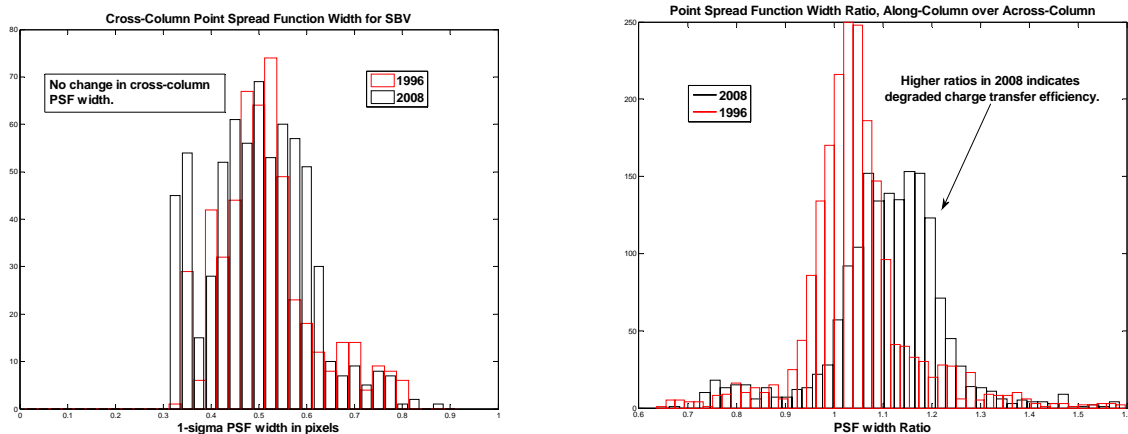 Cross-Column Point Spread Function Width for SBV
80
70
60
50
40
30
20
10
0
No change in cross-column
PSF width.
1996
2008
0 0.1 0.2 0.3 0.4 0.5 0.6 0.7 0.8 0.9 1
1-sigma PSF width in pixels
Point Spread Function Width Ratio, Along-Column over Across-Column
250
200
150
100
50
0
2008
1996
Higher ratios in 2008 indicates
degraded charge transfer efficiency.
0.6 0.7 0.8 0.9 1 1.1 1.2 1.3 1.4 1.5 1.
PSF width Ratio